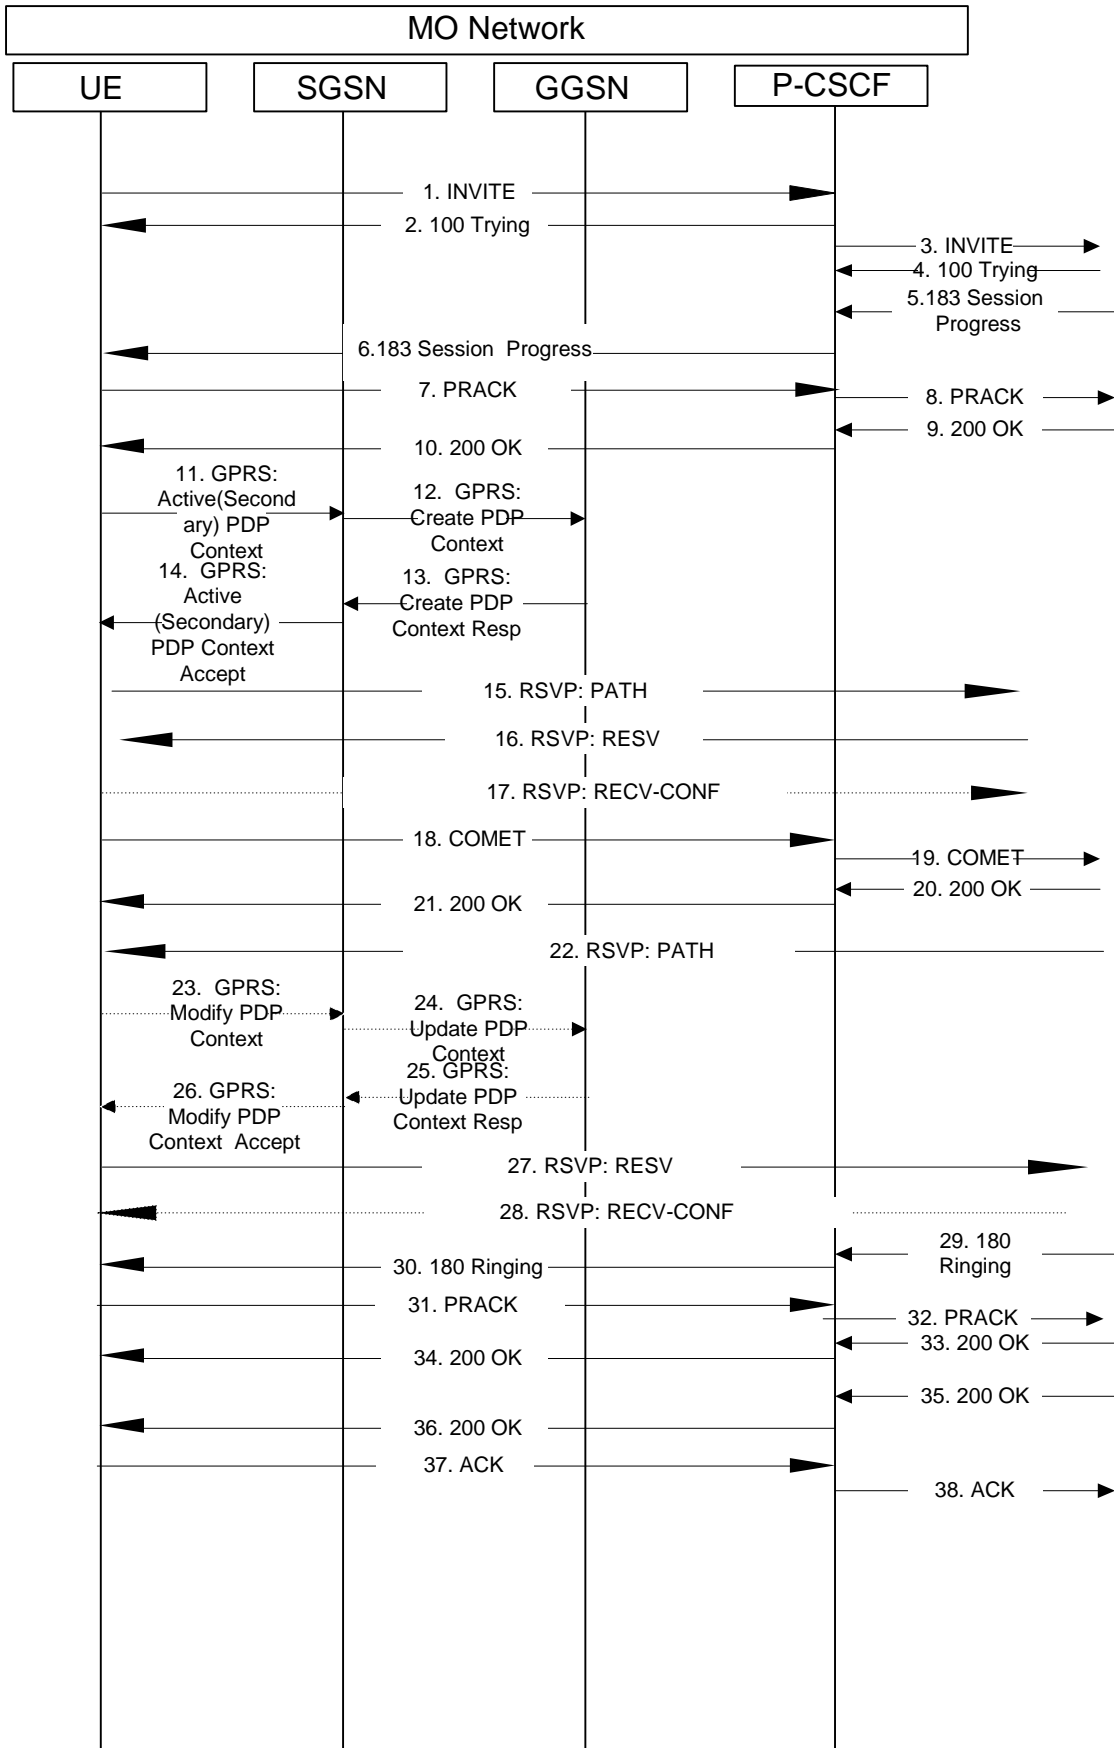 MO Network
UE
SGSN
GGSN
P-CSCF
1. INVITE
2. 100 Trying
3. INVITE
4. 100 Trying
5.183 Session
Progress
6.183 Session Progress
7. PRACK
8. PRACK
9. 200 OK
10. 200 OK
11. GPRS:
Active(Second
ary) PDP
Context
12. GPRS:
Create PDP
Context
13. GPRS:
Create PDP
Context Resp
14. GPRS:
Active
(Secondary)
PDP Context
Accept
15. RSVP: PATH
16. RSVP: RESV
17. RSVP: RECV-CONF
18. COMET
19. COMET
20. 200 OK
21. 200 OK
22. RSVP: PATH
23. GPRS:
Modify PDP
Context
24. GPRS:
Update PDP
Context
25. GPRS:
Update PDP
Context Resp
26. GPRS:
Modify PDP
Context Accept
27. RSVP: RESV
28. RSVP: RECV-CONF
29. 180
Ringing
30. 180 Ringing
31. PRACK
32. PRACK
33. 200 OK
34. 200 OK
35. 200 OK
36. 200 OK
37. ACK
38. ACK